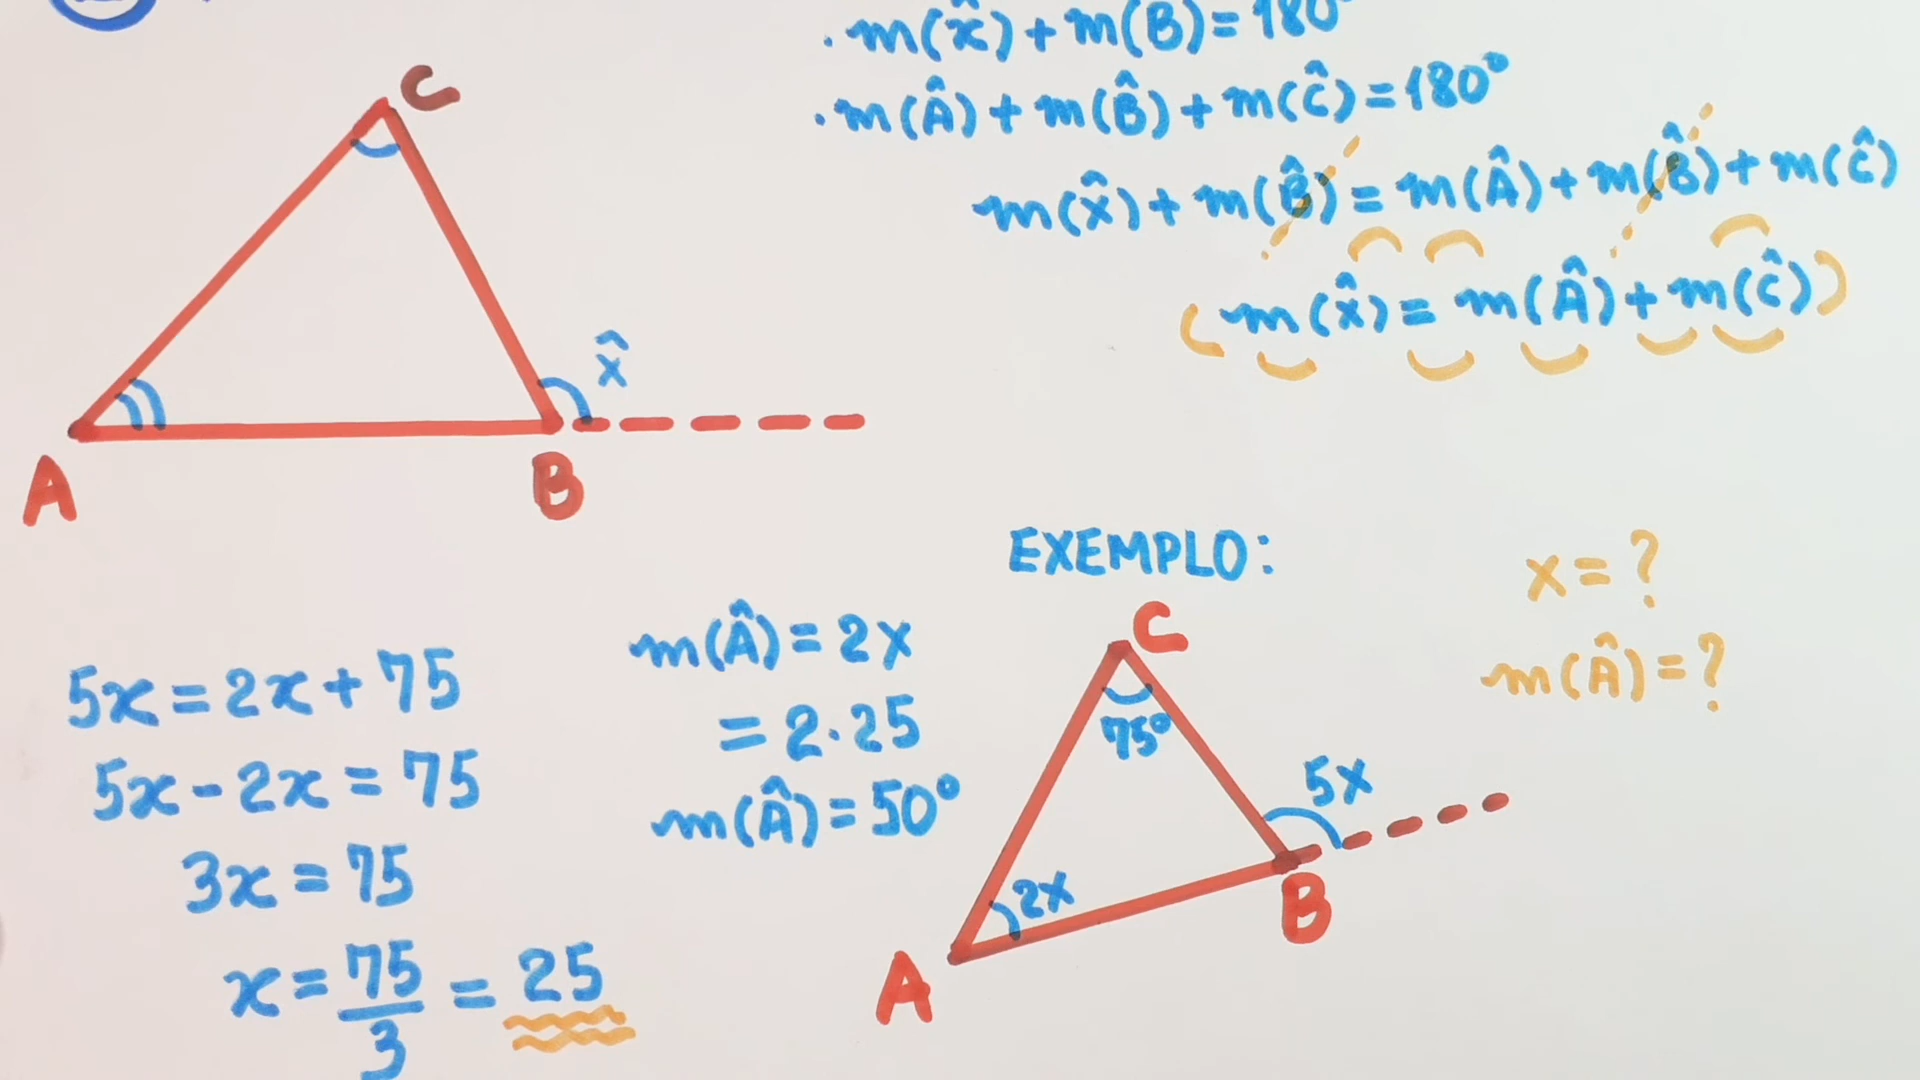 . m(x̂) + m(B) = 180°
. m(Â) + m(B̂) + m(Ĉ) = 180°
m(x̂) + m(B̂) = m(Â) + m(B̂) + m(Ĉ)
m(x̂) = m(Â) + m(Ĉ)
C
x̂
A
B
EXEMPLO:
x = ?
m(Â) = ?
5x = 2x + 75
5x - 2x = 75
3x = 75
x = 75/3 = 25
m(Â) = 2x
= 2.25
m(Â) = 50°
C
75°
5x
2x
B
A